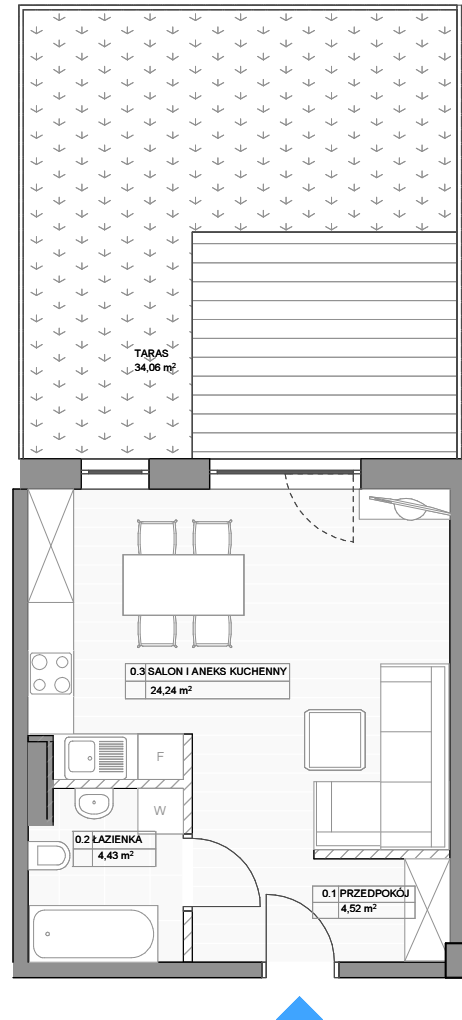 TARAS
34,06 m²
0.3 SALON I ANEKS KUCHENNY
24,24 m²
F
W
0.2 ŁAZIENKA
4,43 m²
0.1 PRZEDPOKÓJ
4,52 m²